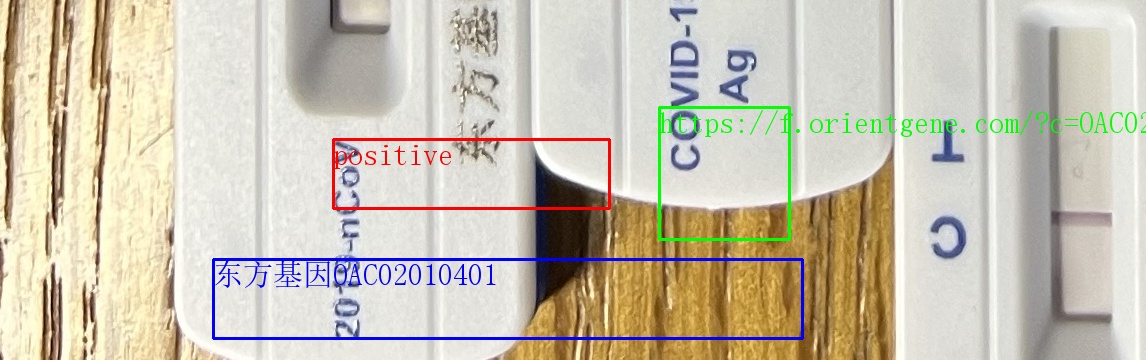 东方基
COVID-1
Ag
https://f.orientgene.com/?c=OAC02
T
positive
2019-nCoV
C
东方基因OAC02010401